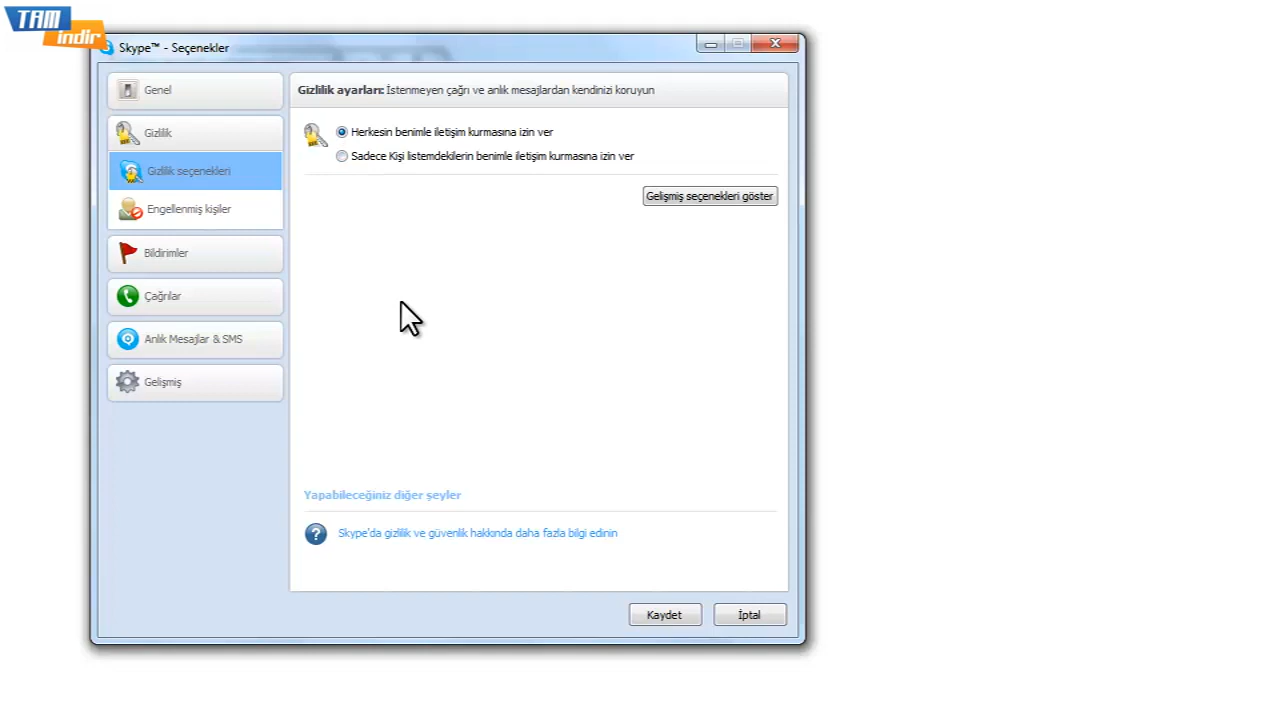 TAM
indir
Skype™ - Seçenekler
Genel
Gizlilik
Gizlilik seçenekleri
Engellenmiş kişiler
Bildirimler
Çağrılar
Anlık Mesajlar & SMS
Gelişmiş
Gizlilik ayarları: İstenmeyen çağrı ve anlık mesajlardan kendinizi koruyun
Herkesin benimle iletişim kurmasına izin ver
Sadece Kişi listemdekilerin benimle iletişim kurmasına izin ver
Gelişmiş seçenekleri göster
Yapabileceğiniz diğer şeyler
Skype'da gizlilik ve güvenlik hakkında daha fazla bilgi edinin
Kaydet
İptal